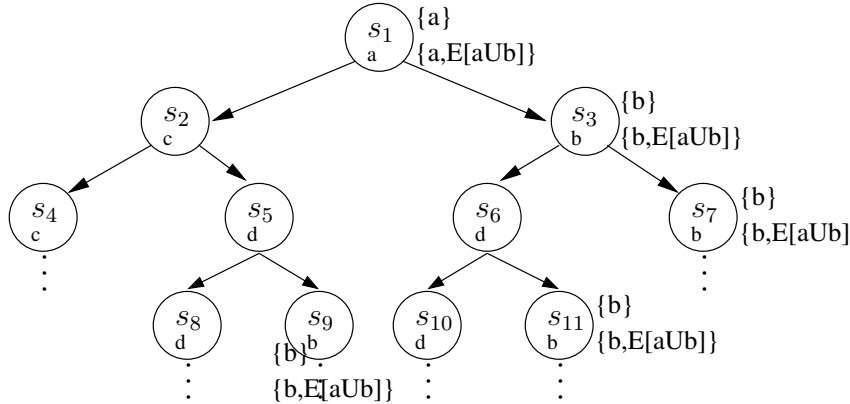 s1 {a}
a {a,E[aUb]}
s2
c
s3 {b}
b {b,E[aUb]}
s4
c
s5
d
s6
d
s7 {b}
b {b,E[aUb]
s8
d
s9
b
{b}
{b,E[aUb]}
s10
d
s11 {b}
b {b,E[aUb]}